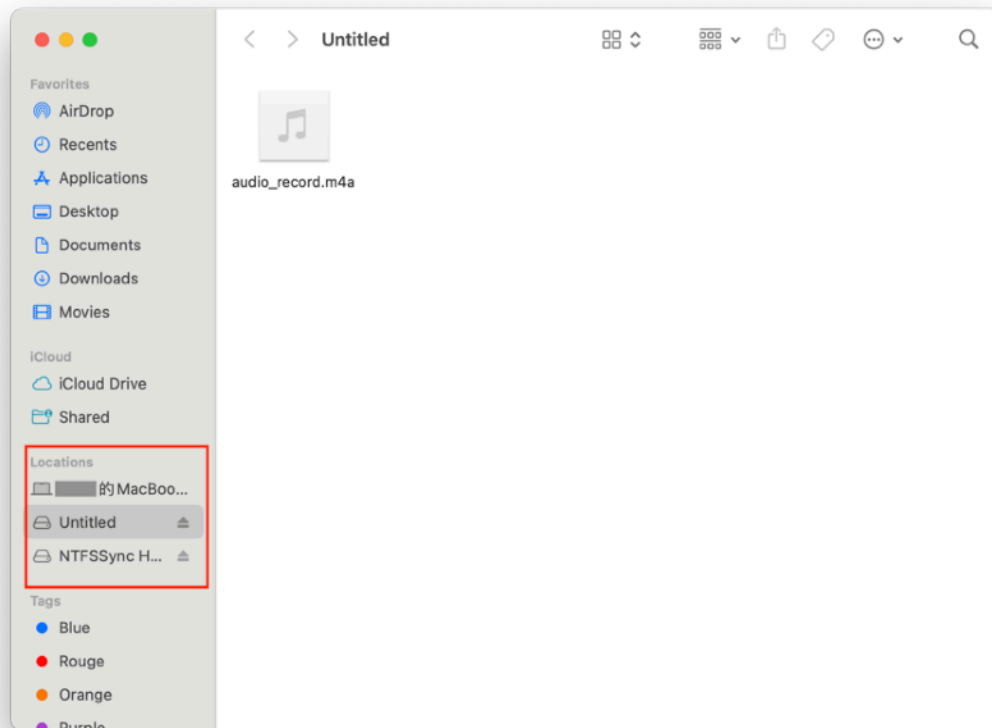 Untitled
Favorites
AirDrop
Recents
Applications
Desktop
Documents
Downloads
Movies
iCloud
iCloud Drive
Shared
Locations
的 MacBoo...
Untitled
NTFSSync H...
Tags
Blue
Rouge
Orange
Purple
audio_record.m4a